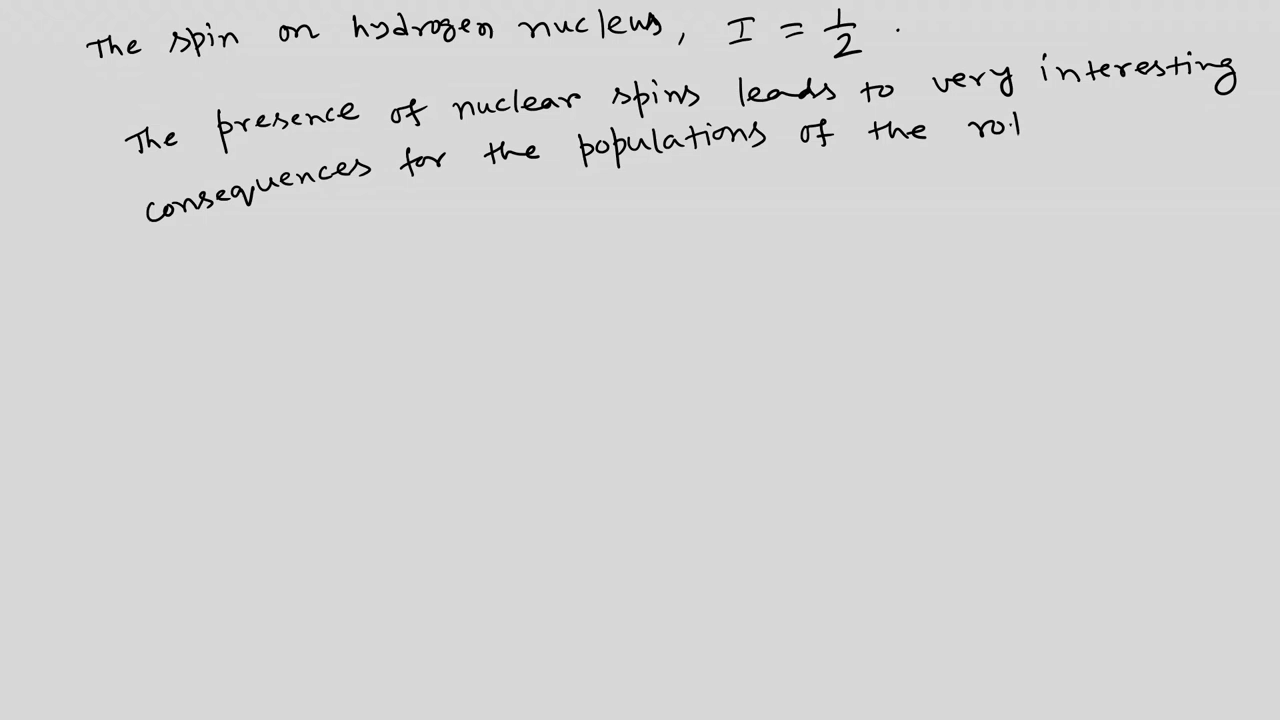 The spin on hydrogen nucleus, I = 1/2 .
The presence of nuclear spins leads to very interesting
consequences for the populations of the rot